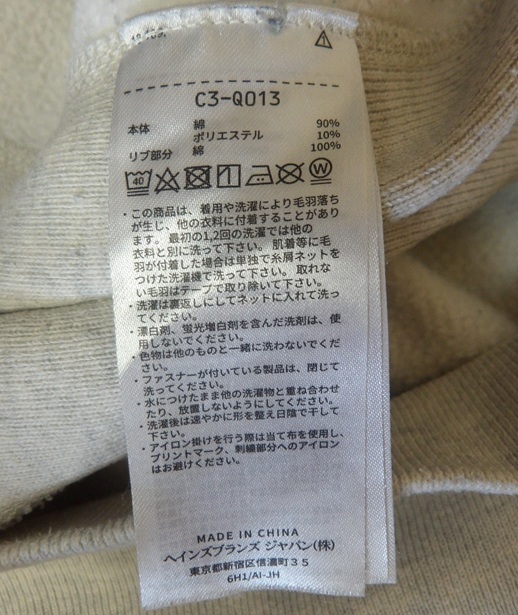 C3-Q013
本体 綿 90%
ポリエステル 10%
リブ部分 綿 100%
40
W
・この商品は、着用や洗濯により毛羽落ち
が生じ、他の衣料に付着することがあり
ます。最初の1,2回の洗濯では他の
衣料と別に洗って下さい。肌着等に毛
羽が付着した場合は単独で糸屑ネットを
つけた洗濯機で洗って下さい。取れな
い毛羽はテープで取り除いて下さい。
・洗濯は裏返しにしてネットに入れて洗っ
てください。
・漂白剤、蛍光増白剤を含んだ洗剤は、使
用しないでください。
・色物は他のものと一緒に洗わないでくだ
さい。
・ファスナーが付いている製品は、閉じて
洗ってください。
・水につけたまま他の洗濯物と重ね合わせ
たり、放置しないようにしてください。
・洗濯後は速やかに形を整え日陰で干して
下さい。
・アイロン掛けを行う際は当て布を使用し、
プリントマーク、刺繍部分へのアイロン
はお避けください。
MADE IN CHINA
ヘインズブランズ ジャパン(株)
東京都新宿区信濃町35
6H1/AI-JH